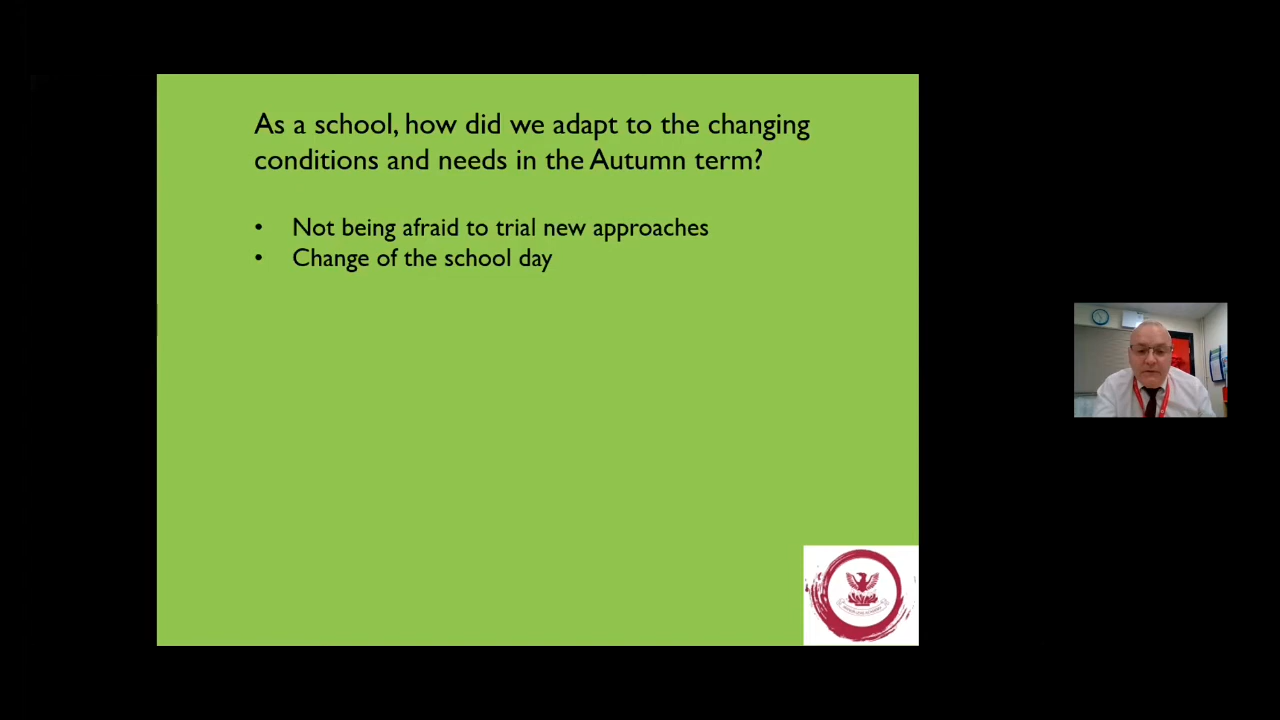 As a school, how did we adapt to the changing
conditions and needs in the Autumn term?
• Not being afraid to trial new approaches
• Change of the school day